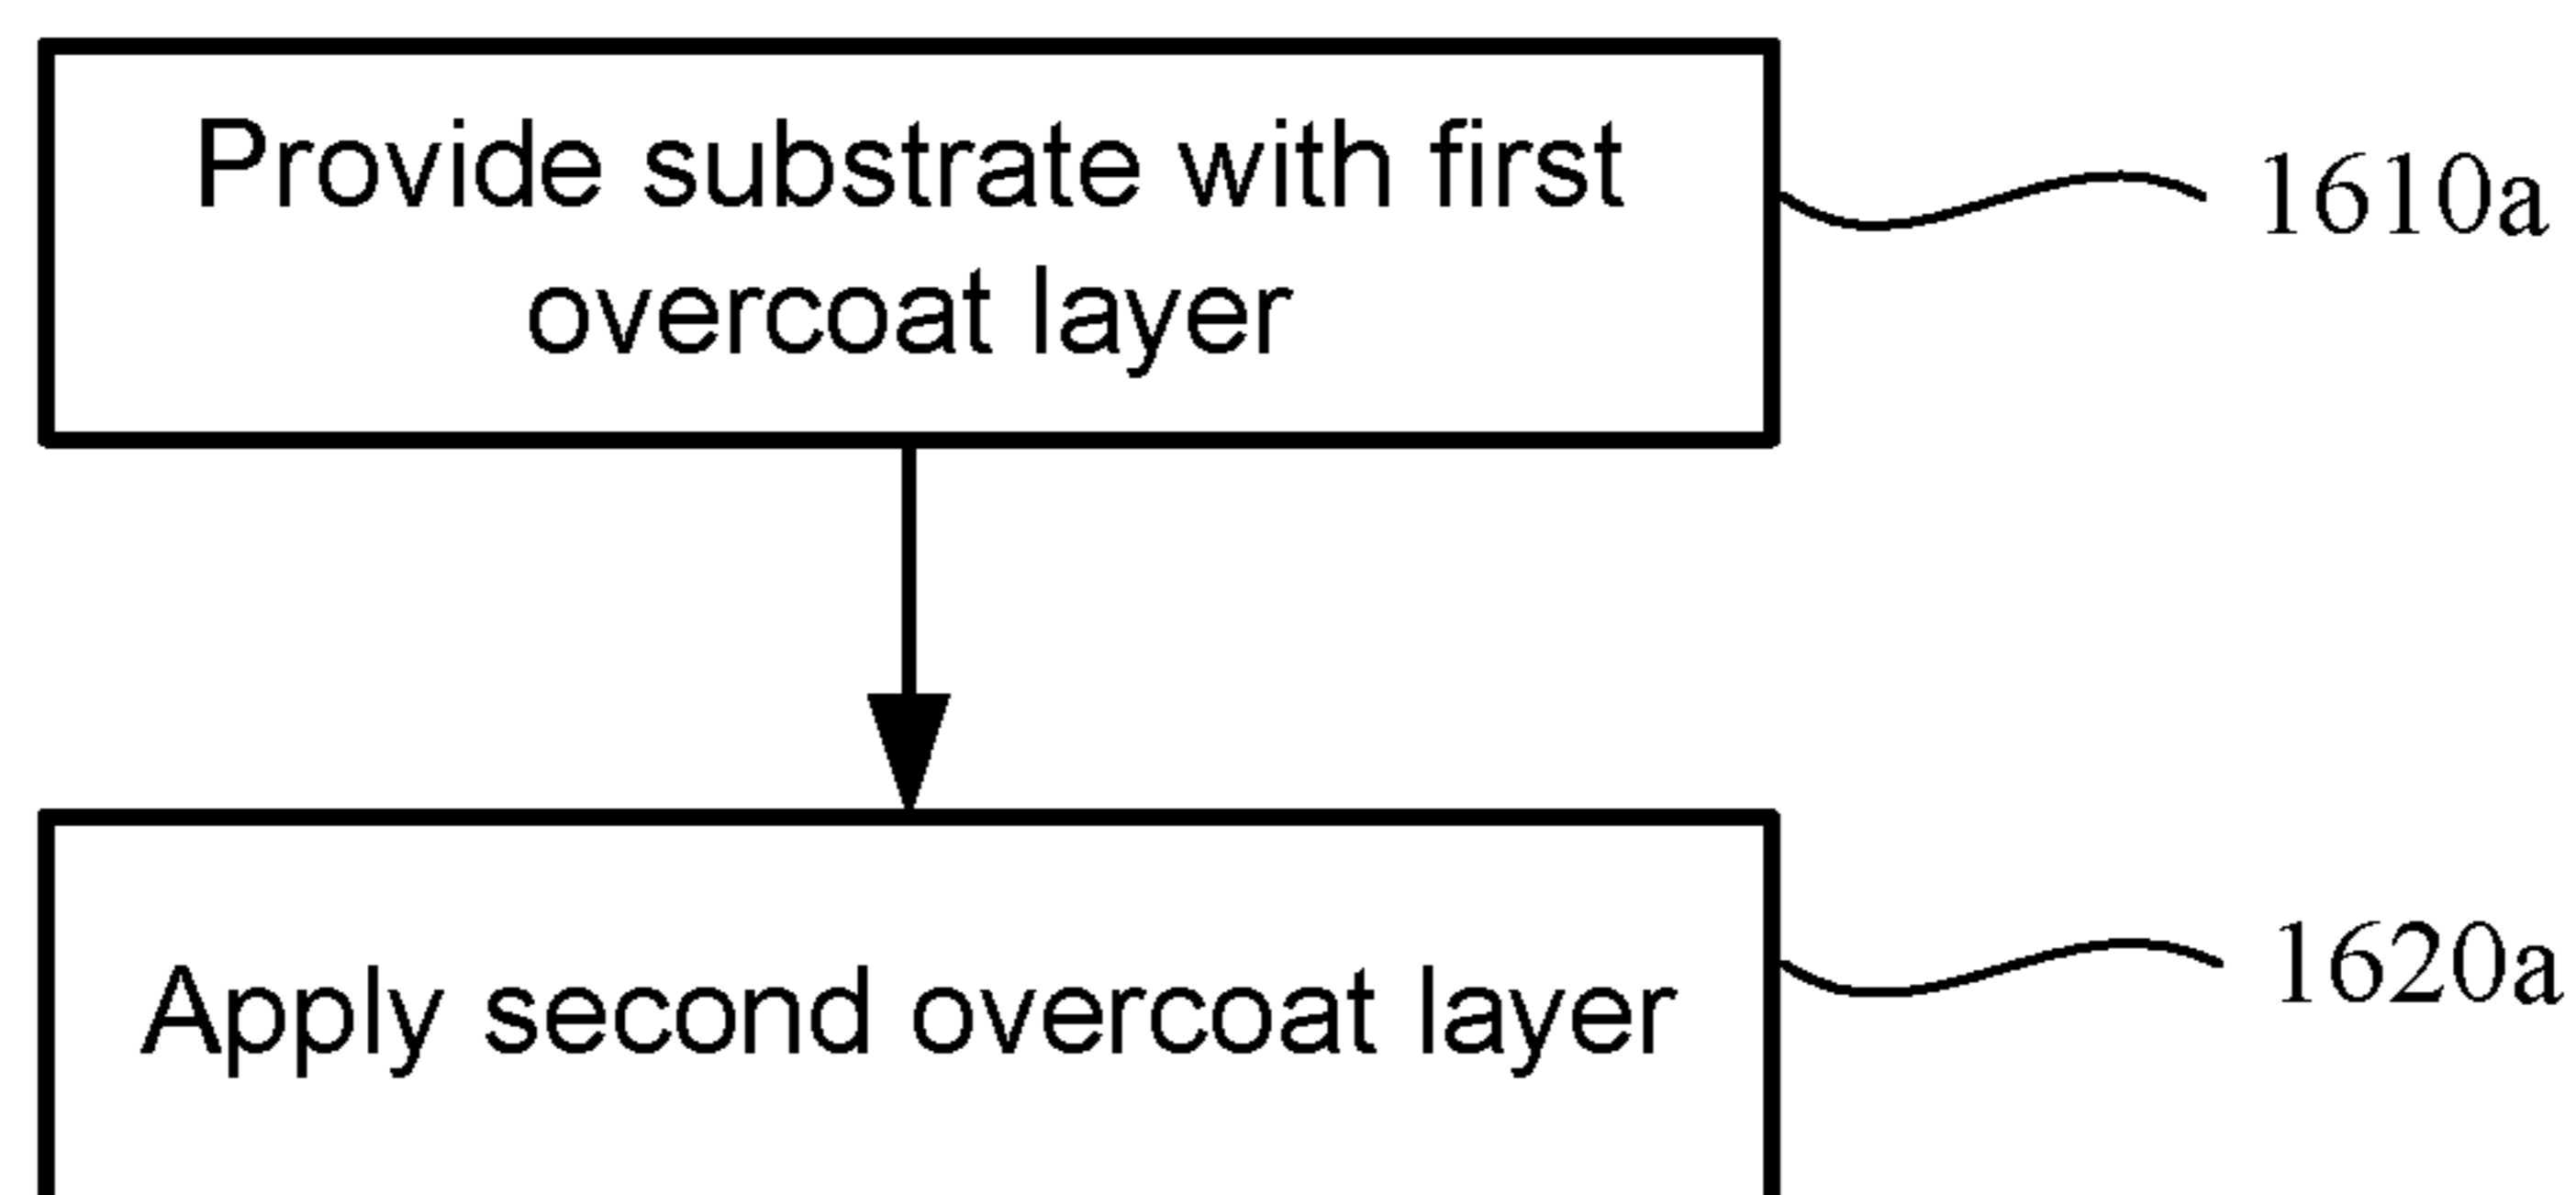 Provide substrate with first
overcoat layer
1610a
Apply second overcoat layer
1620a